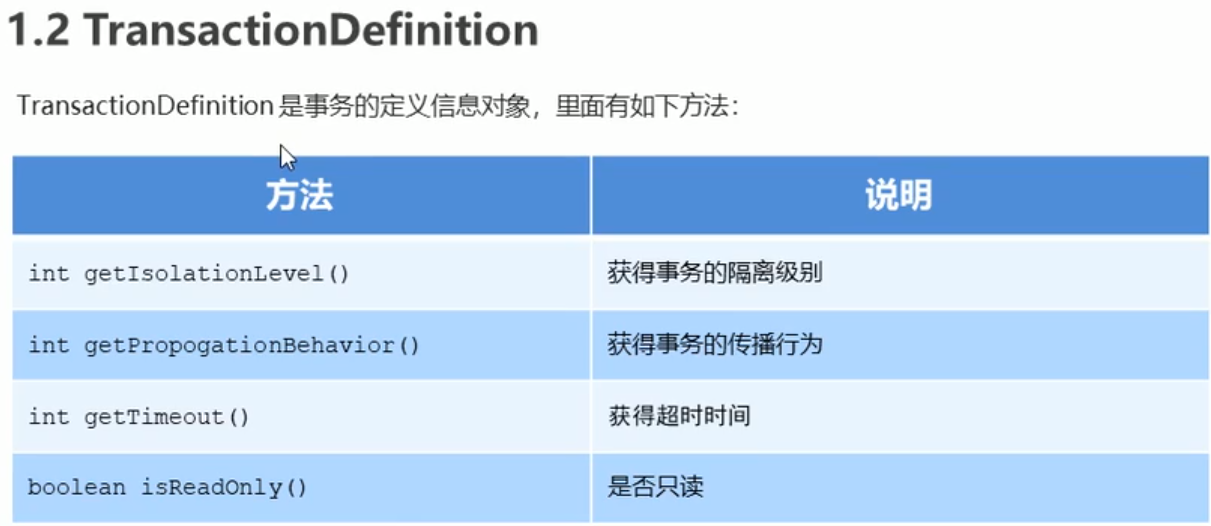 1.2 TransactionDefinition
TransactionDefinition 是事务的定义信息对象，里面有如下方法：
方法 说明
int getIsolationLevel() 获得事务的隔离级别
int getPropogationBehavior() 获得事务的传播行为
int getTimeout() 获得超时时间
boolean isReadOnly() 是否只读